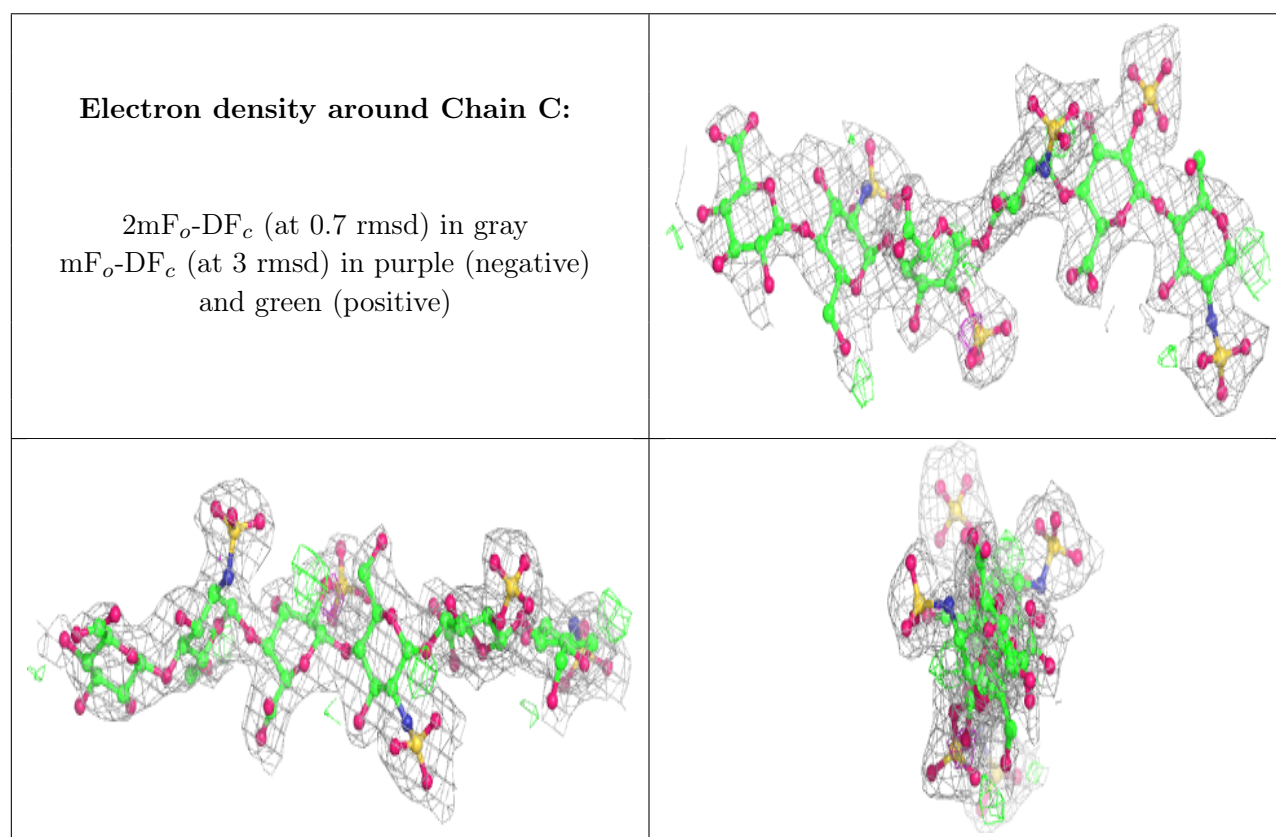 Electron density around Chain C:
2mFo-DFc (at 0.7 rmsd) in gray
mFo-DFc (at 3 rmsd) in purple (negative)
and green (positive)